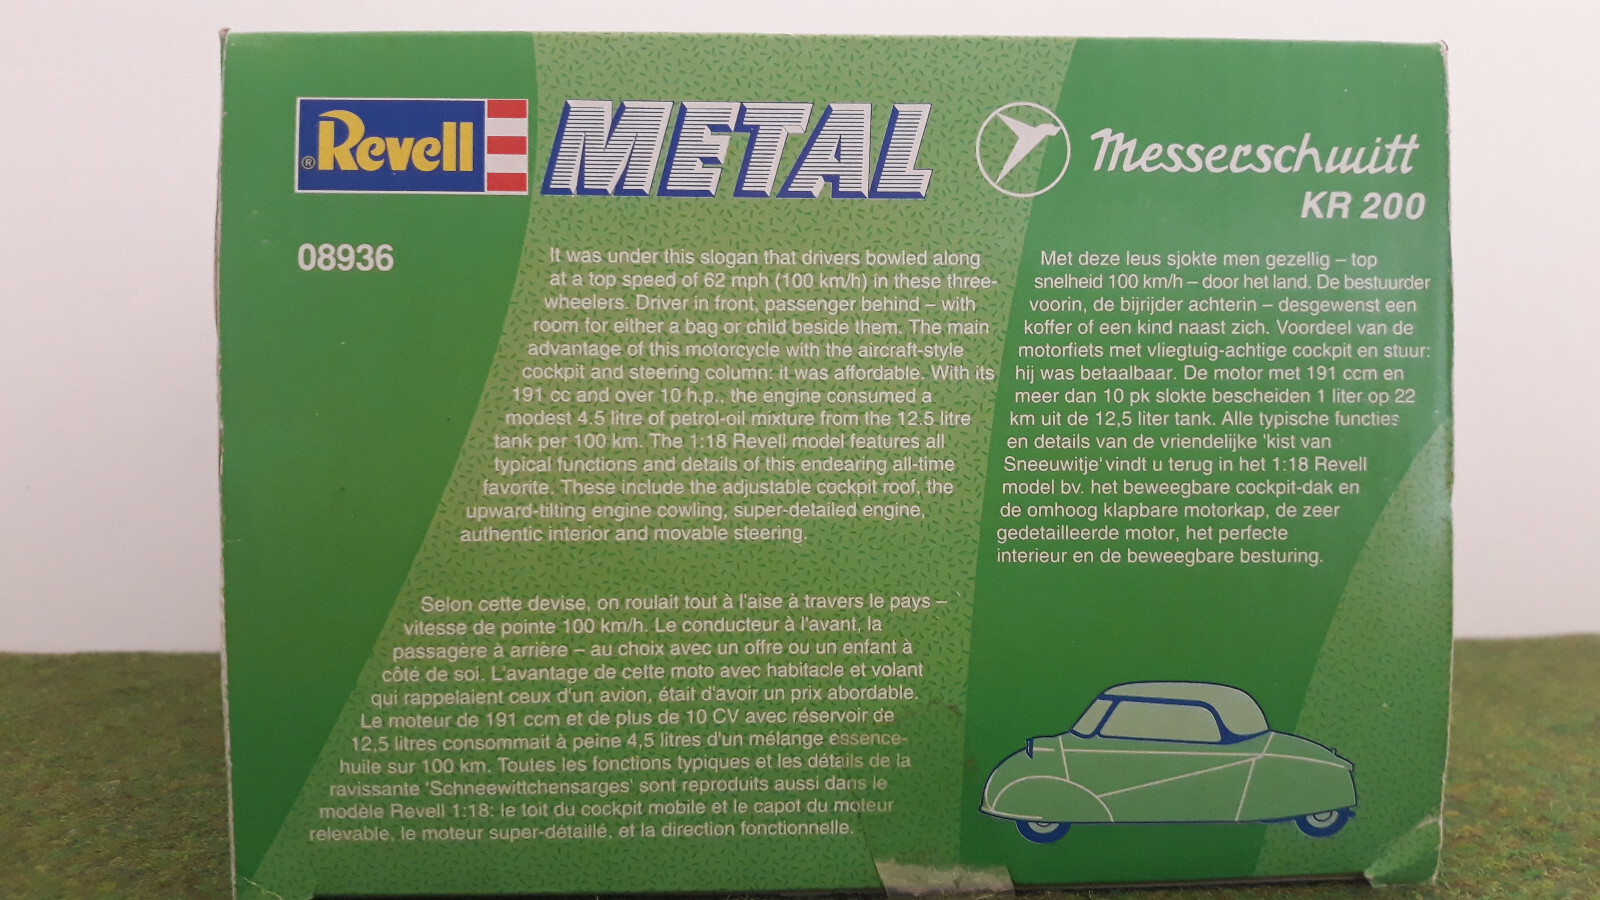 ® Revell
METAL
Messerschmitt
KR 200
08936
It was under this slogan that drivers bowled along
at a top speed of 62 mph (100 km/h) in these three-
wheelers. Driver in front, passenger behind – with
room for either a bag or child beside them. The main
advantage of this motorcycle with the aircraft-style
cockpit and steering column: it was affordable. With its
191 cc and over 10 h.p., the engine consumed a
modest 4.5 litre of petrol-oil mixture from the 12.5 litre
tank per 100 km. The 1:18 Revell model features all
typical functions and details of this endearing all-time
favorite. These include the adjustable cockpit roof, the
upward-tilting engine cowling, super-detailed engine,
authentic interior and movable steering.
Met deze leus sjokte men gezellig – top
snelheid 100 km/h – door het land. De bestuurder
voorin, de bijrijder achterin – desgewenst een
koffer of een kind naast zich. Voordeel van de
motorfiets met vliegtuig-achtige cockpit en stuur:
hij was betaalbaar. De motor met 191 ccm en
meer dan 10 pk slokte bescheiden 1 liter op 22
km uit de 12,5 liter tank. Alle typische functies
en details van de vriendelijke 'kist van
Sneeuwitje' vindt u terug in het 1:18 Revell
model bv. het beweegbare cockpit-dak en
de omhoog klapbare motorkap, de zeer
gedetailleerde motor, het perfecte
interieur en de beweegbare besturing.
Selon cette devise, on roulait tout à l'aise à travers le pays –
vitesse de pointe 100 km/h. Le conducteur à l'avant, la
passagère à arrière – au choix avec un offre ou un enfant à
côté de soi. L'avantage de cette moto avec habitacle et volant
qui rappelaient ceux d'un avion, était d'avoir un prix abordable.
Le moteur de 191 ccm et de plus de 10 CV avec réservoir de
12,5 litres consommait à peine 4,5 litres d'un mélange essence-
huile sur 100 km. Toutes les fonctions typiques et les détails de la
ravissante 'Schneewittchensarges' sont reproduits aussi dans le
modèle Revell 1:18: le toit du cockpit mobile et le capot du moteur
relevable, le moteur super-détaillé, et la direction fonctionnelle.